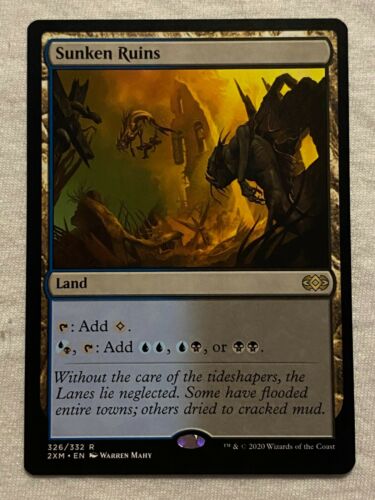 Sunken Ruins
Land
: Add .
, : Add , , or .
Without the care of the tideshapers, the
Lanes lie neglected. Some have flooded
entire towns; others dried to cracked mud.
326/332 R
2XM • EN Warren Mahy
™ & © 2020 Wizards of the Coast